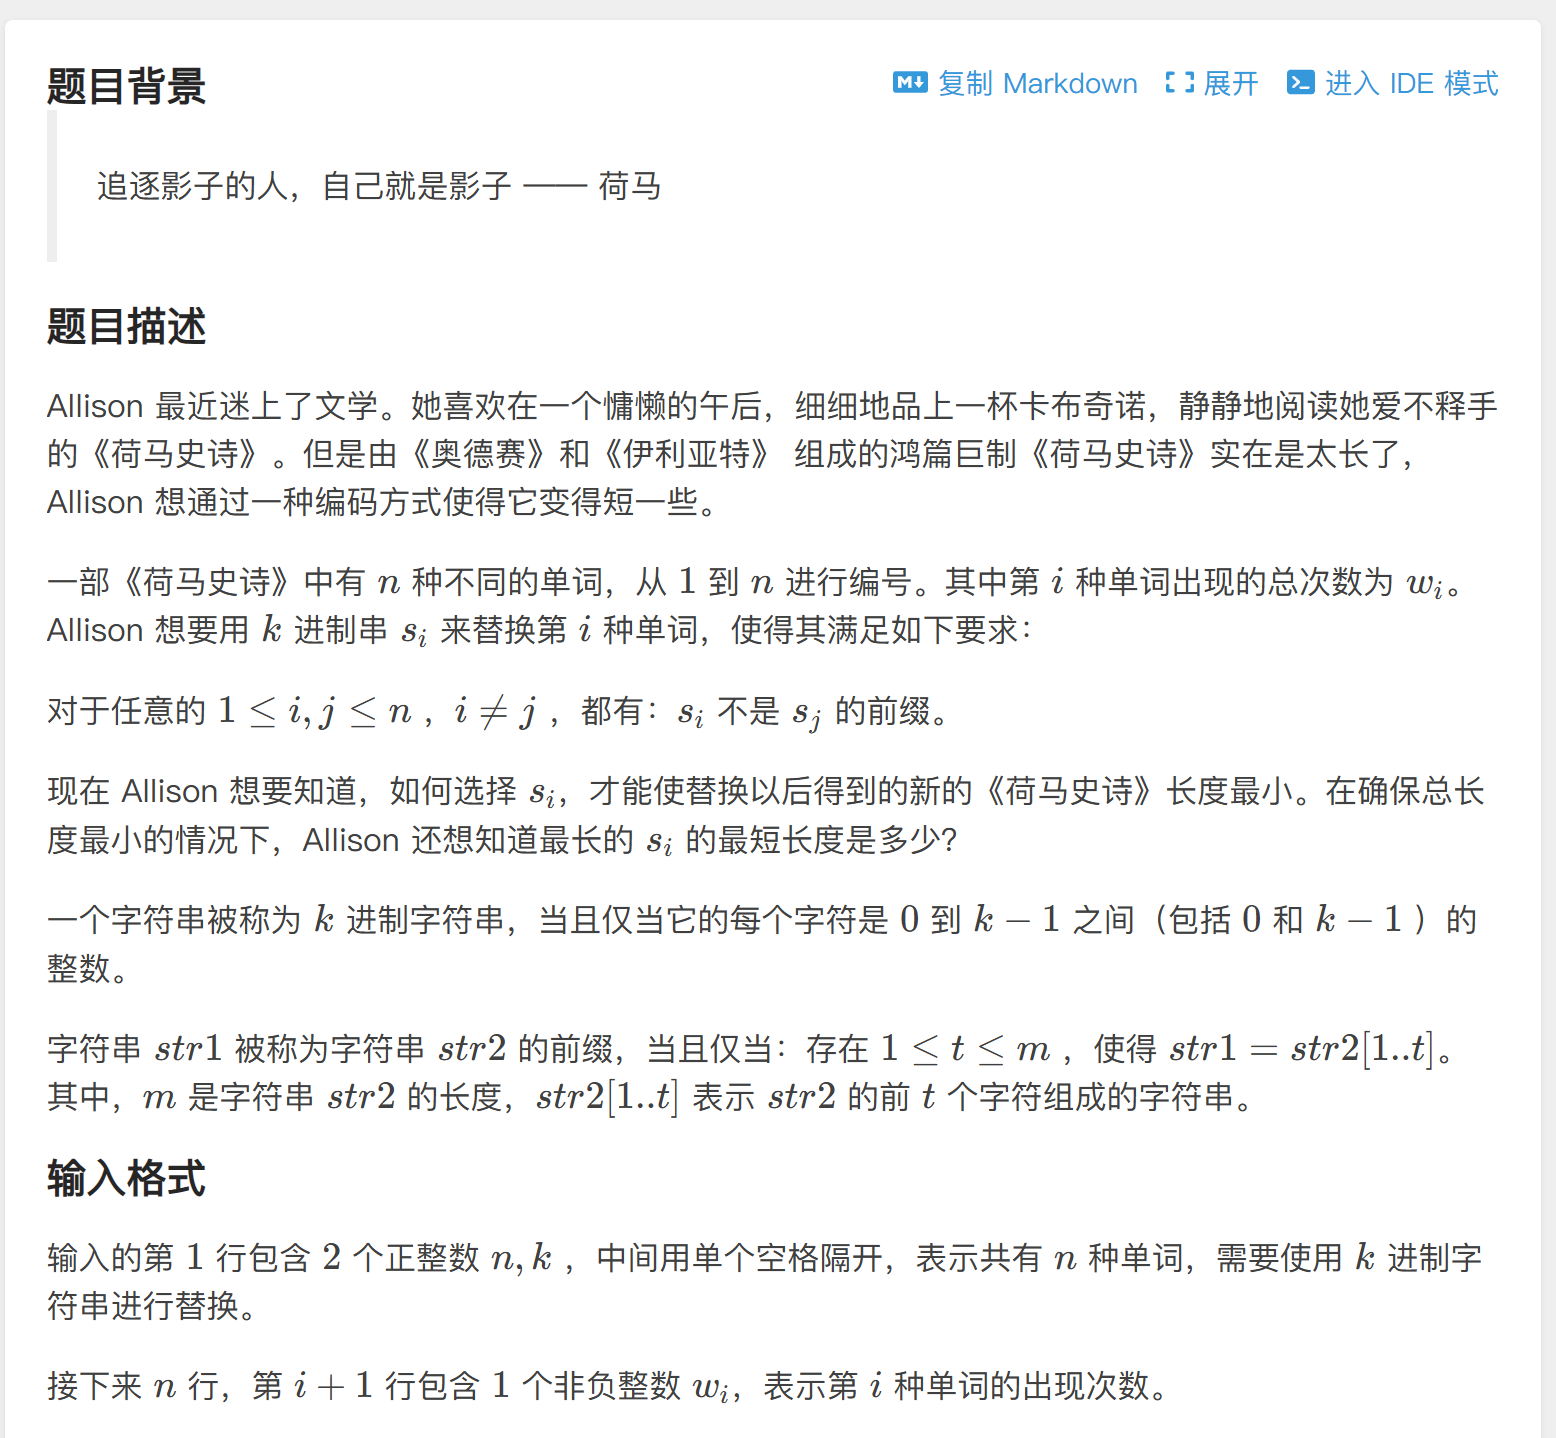 题目背景
复制 Markdown 展开 进入 IDE 模式
追逐影子的人，自己就是影子 —— 荷马
题目描述
Allison 最近迷上了文学。她喜欢在一个慵懒的午后，细细地品上一杯卡布奇诺，静静地阅读她爱不释手
的《荷马史诗》。但是由《奥德赛》和《伊利亚特》 组成的鸿篇巨制《荷马史诗》实在是太长了，
Allison 想通过一种编码方式使得它变得短一些。
一部《荷马史诗》中有 n 种不同的单词，从 1 到 n 进行编号。其中第 i 种单词出现的总次数为 w_i。
Allison 想要用 k 进制串 s_i 来替换第 i 种单词，使得其满足如下要求：
对于任意的 1 ≤ i, j ≤ n ，i ≠ j ，都有：s_i 不是 s_j 的前缀。
现在 Allison 想要知道，如何选择 s_i，才能使替换以后得到的新的《荷马史诗》长度最小。在确保总长
度最小的情况下，Allison 还想知道最长的 s_i 的最短长度是多少？
一个字符串被称为 k 进制字符串，当且仅当它的每个字符是 0 到 k − 1 之间（包括 0 和 k − 1 ）的
整数。
字符串 str1 被称为字符串 str2 的前缀，当且仅当：存在 1 ≤ t ≤ m ，使得 str1 = str2[1..t]。
其中，m 是字符串 str2 的长度，str2[1..t] 表示 str2 的前 t 个字符组成的字符串。
输入格式
输入的第 1 行包含 2 个正整数 n, k ，中间用单个空格隔开，表示共有 n 种单词，需要使用 k 进制字
符串进行替换。
接下来 n 行，第 i + 1 行包含 1 个非负整数 w_i，表示第 i 种单词的出现次数。